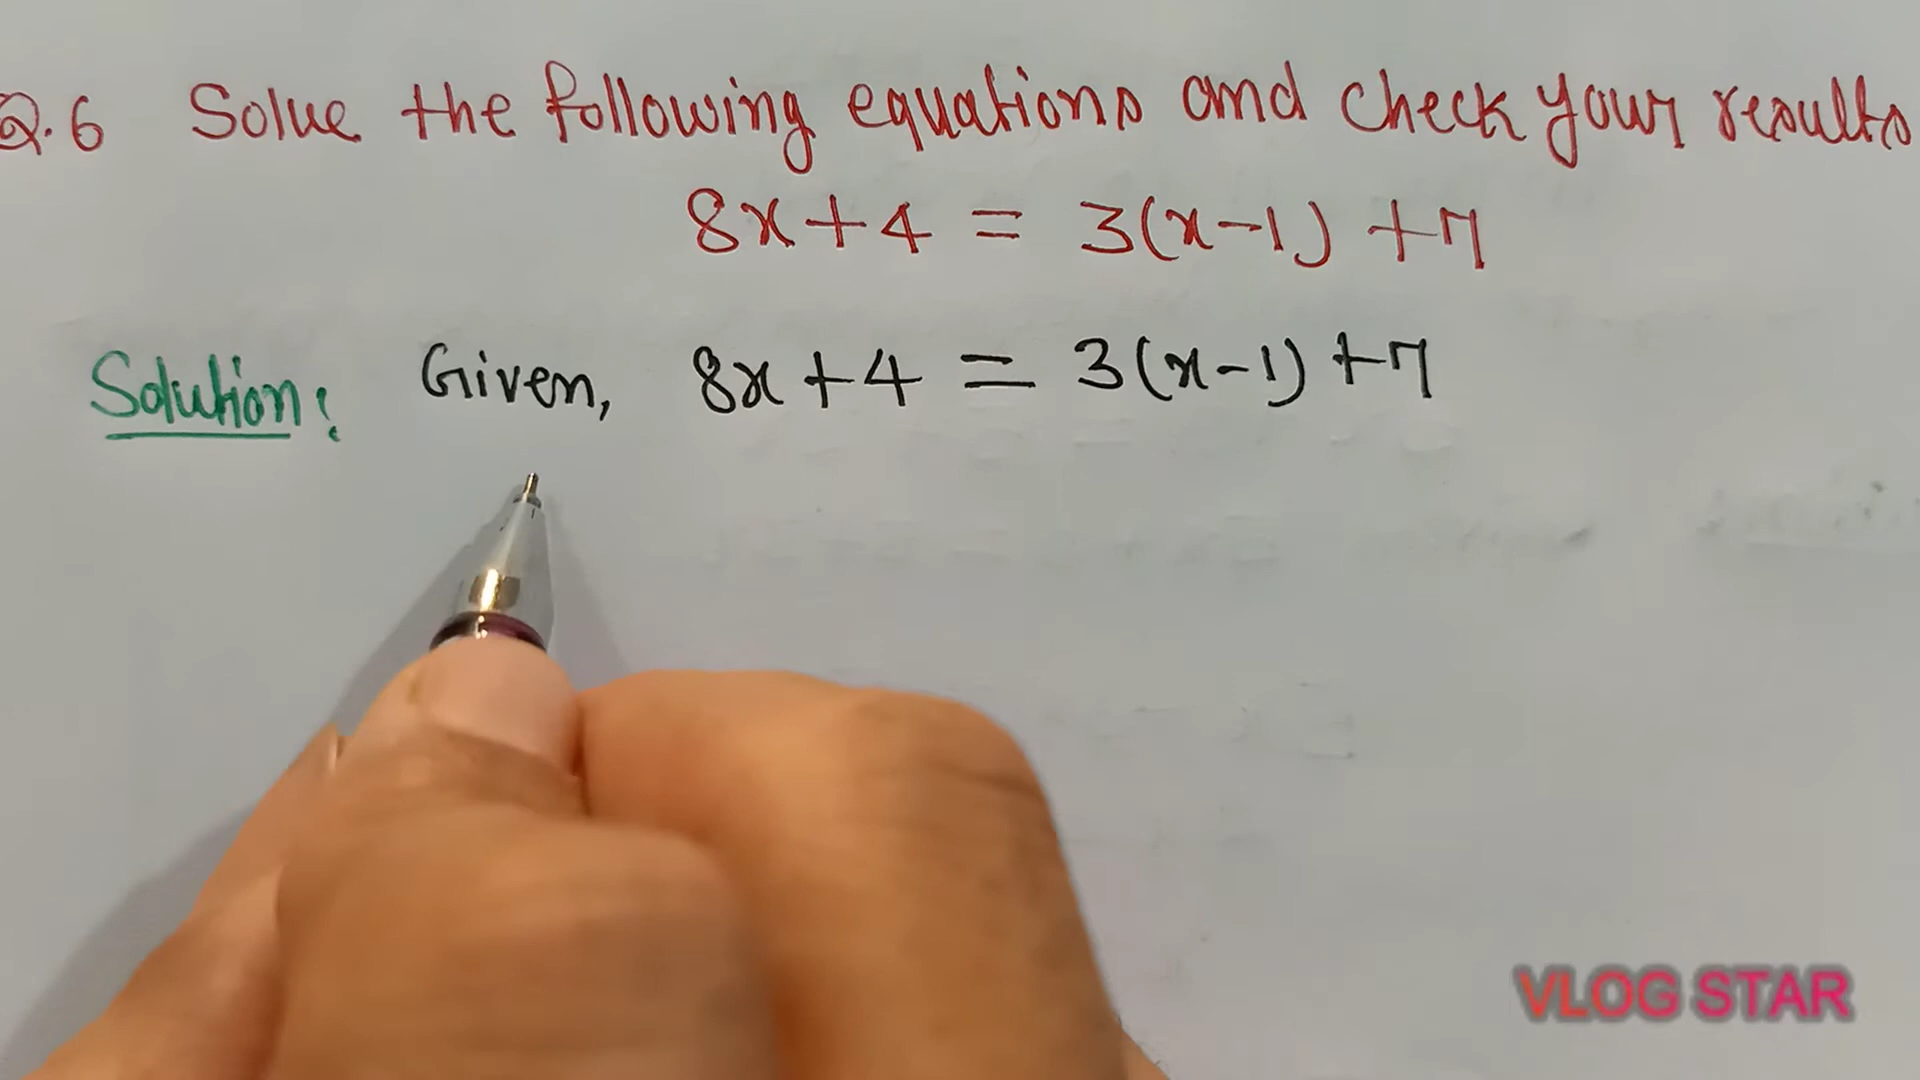 Q.6 Solve the following equations and check your results
8x+4 = 3(x-1) +7
Solution: Given, 8x+4 = 3(x-1) +7
VLOG STAR